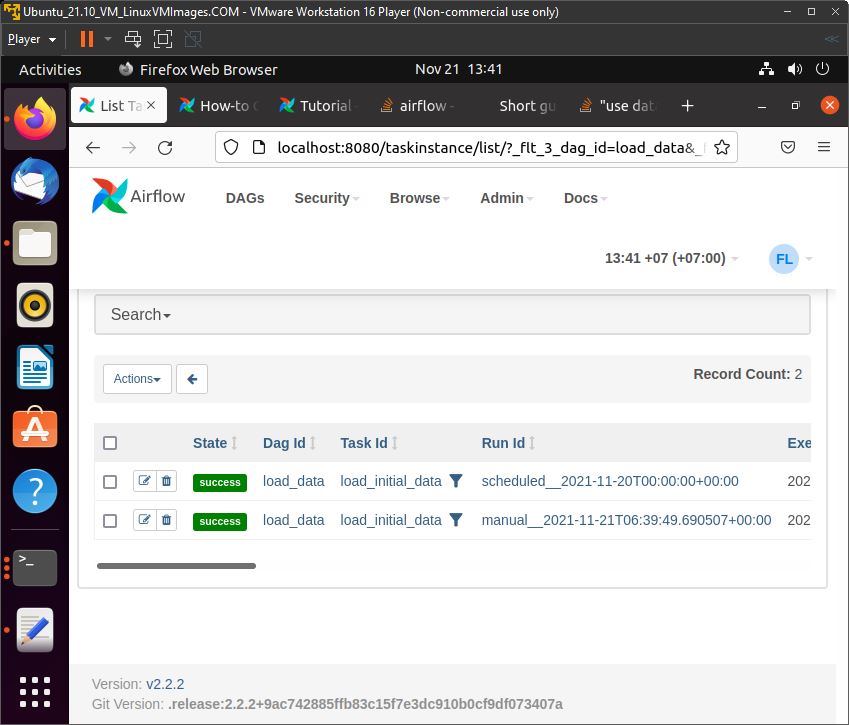 Ubuntu_21.10_VM_LinuxVMImages.COM - VMware Workstation 16 Player (Non-commercial use only)
Player
Activities
Firefox Web Browser
Nov 21 13:41
List Ta
How-to
Tutorial
airflow -
Short gu
"use dat
localhost:8080/taskinstance/list/?_flt_3_dag_id=load_data&_
Airflow
DAGs
Security
Browse
Admin
Docs
13:41 +07 (+07:00)
FL
Search
Actions
Record Count: 2
State Dag Id Task Id Run Id Exe
success load_data load_initial_data scheduled__2021-11-20T00:00:00+00:00 202
success load_data load_initial_data manual__2021-11-21T06:39:49.690507+00:00 202
>_
Version: v2.2.2
Git Version: .release:2.2.2+9ac742885ffb83c15f7e3dc910b0cf9df073407a